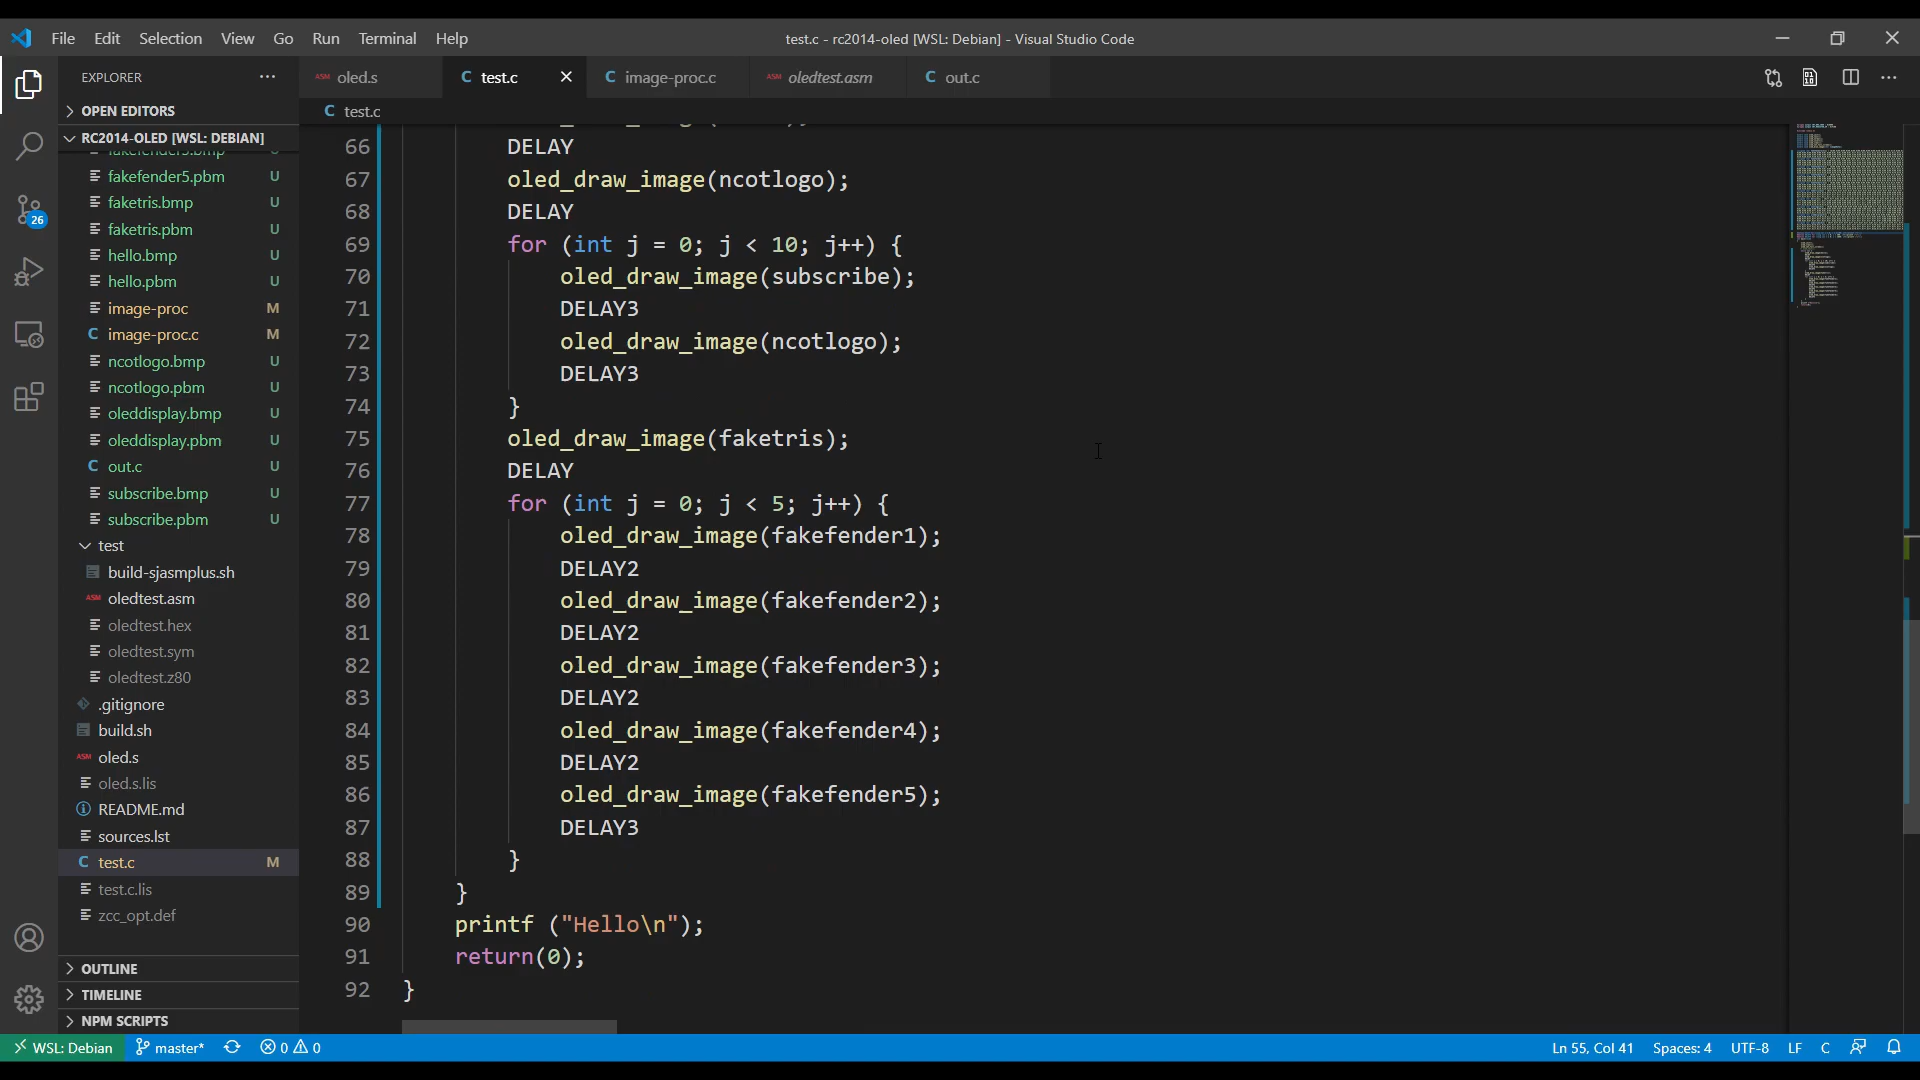 File Edit Selection View Go Run Terminal Help
test.c - rc2014-oled [WSL: Debian] - Visual Studio Code
EXPLORER
OPEN EDITORS
RC2014-OLED [WSL: DEBIAN]
fakefender5.pbm U
faketris.bmp U
faketris.pbm U
hello.bmp U
hello.pbm U
image-proc M
C image-proc.c M
ncotlogo.bmp U
ncotlogo.pbm U
oleddisplay.bmp U
oleddisplay.pbm U
C out.c U
subscribe.bmp U
subscribe.pbm U
test
build-sjasmplus.sh
ASM oledtest.asm
oledtest.hex
oledtest.sym
oledtest.z80
.gitignore
build.sh
ASM oled.s
oled.s.lis
README.md
sources.lst
C test.c M
test.c.lis
zcc_opt.def
OUTLINE
TIMELINE
NPM SCRIPTS
26
ASM oled.s
C test.c
C image-proc.c
ASM oledtest.asm
C out.c
C test.c
66 DELAY
67 oled_draw_image(ncotlogo);
68 DELAY
69 for (int j = 0; j < 10; j++) {
70 oled_draw_image(subscribe);
71 DELAY3
72 oled_draw_image(ncotlogo);
73 DELAY3
74 }
75 oled_draw_image(faketris);
76 DELAY
77 for (int j = 0; j < 5; j++) {
78 oled_draw_image(fakefender1);
79 DELAY2
80 oled_draw_image(fakefender2);
81 DELAY2
82 oled_draw_image(fakefender3);
83 DELAY2
84 oled_draw_image(fakefender4);
85 DELAY2
86 oled_draw_image(fakefender5);
87 DELAY3
88 }
89 }
90 printf ("Hello\n");
91 return(0);
92 }
WSL: Debian master* 0 0 Ln 55, Col 41 Spaces: 4 UTF-8 LF C